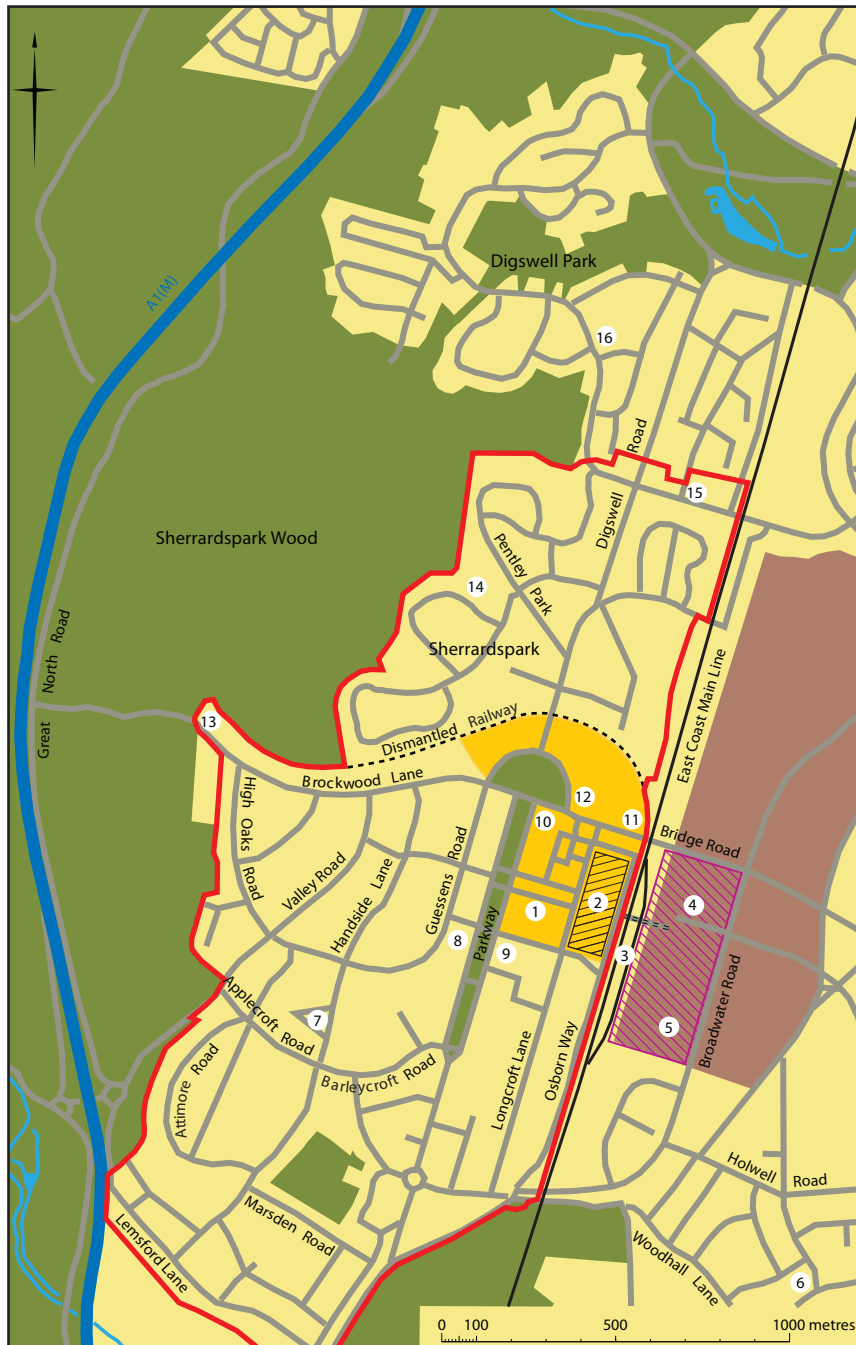 A1(M)
Digswell Park
16
Road
15
Sherrardspark Wood
Digswell
Pentley Park
14
Sherrardspark
North Road
Great
East Coast Main Line
13
Dismantled Railway
Brockwood Lane
12
10
11
Bridge Road
High Oaks Road
Valley Road
Handside Lane
Guessens Road
Parkway
1
2
4
8
9
3
Broadwater Road
5
Applecroft Road
7
Attimore Road
Barleycroft Road
Longcroft Lane
Osborn Way
Holwell Road
Marsden Road
Lemsford Lane
Woodhall Lane
6
0 100 500 1000 metres